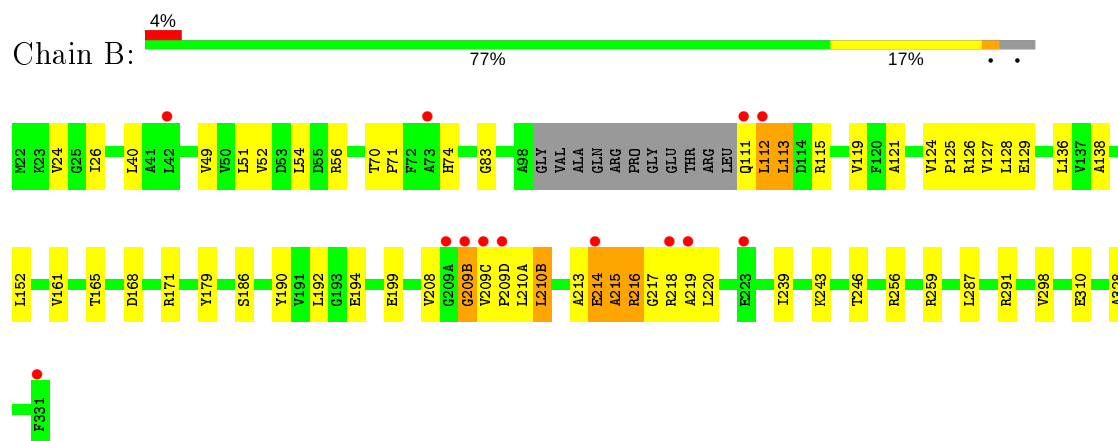 4%
Chain B:
77% 17% • •
M22 K23 V24 G25 I26 L40 A41 L42 V49 V50 L51 V52 D53 L54 D55 R56 T70 P71 F72 A73 H74 G83 A98 GLY VAL ALA GLN ARG PRO GLY GLU THR ARG LEU Q111 L112 L113 D114 R115 V119 F120 A121 V124 P125 R126 V127 L128 E129 L136 V137 A138
L152 V161 T165 D168 R171 Y179 S186 Y190 V191 L192 G193 E194 E199 V208 G209A G209B V209C P209D L210A L210B A213 E214 A215 R216 G217 R218 A219 L220 E223 I239 K243 T246 R256 R259 L287 R291 V298 E310 A328
F331